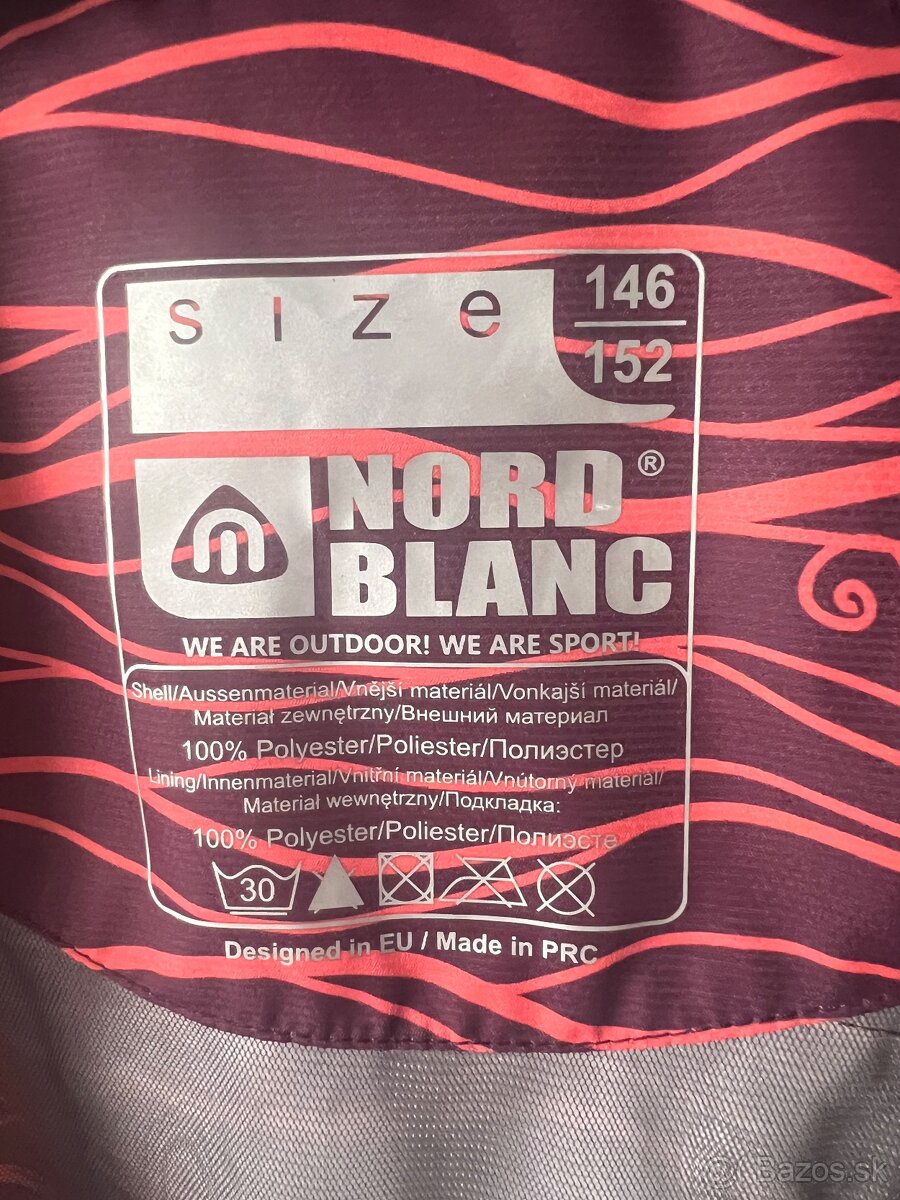 size
146
152
NORD®
BLANC
WE ARE OUTDOOR! WE ARE SPORT!
Shell/Aussenmaterial/Vnější materiál/Vonkajší materiál/
Materiał zewnętrzny/Внешний материал
100% Polyester/Poliester/Полиэстер
Lining/Innenmaterial/Vnitřní materiál/Vnútorný materiál/
Materiał wewnętrzny/Подкладка:
100% Polyester/Poliester/Полиэсте
30
Designed in EU / Made in PRC
Bazos.sk